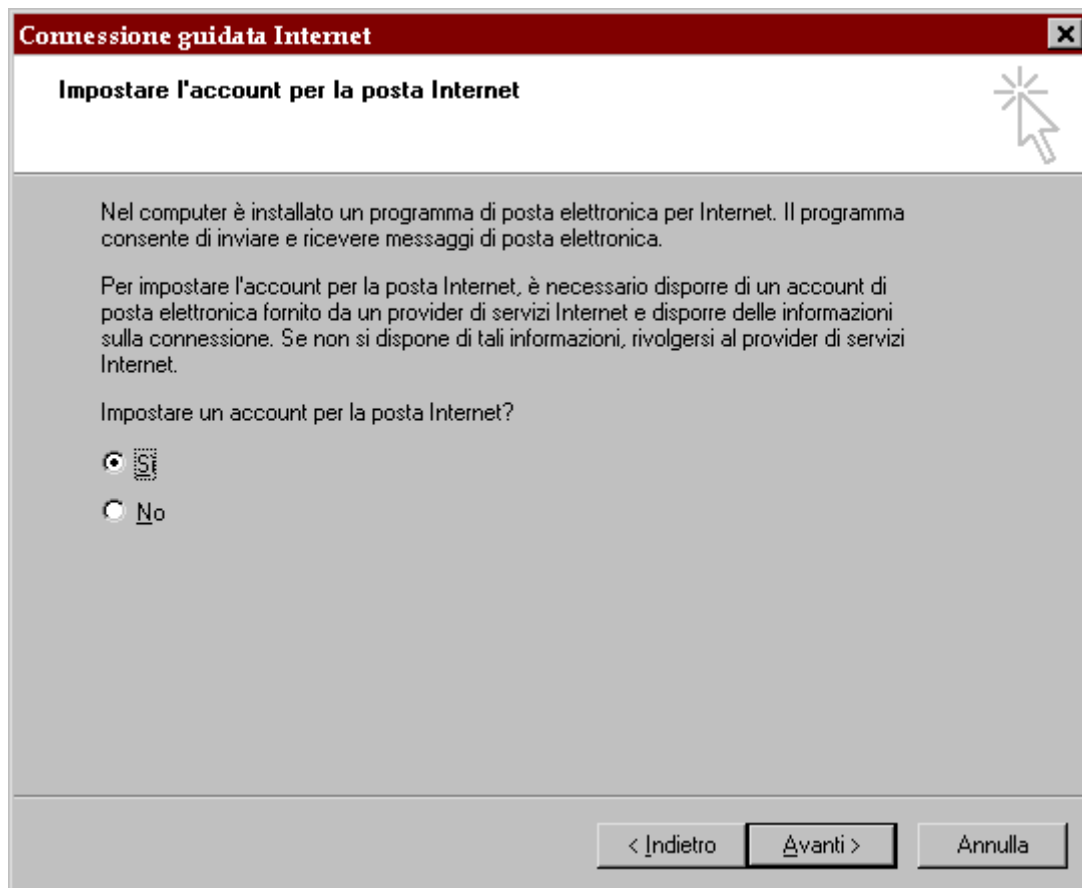 Connessione guidata Internet
Impostare l'account per la posta Internet
Nel computer è installato un programma di posta elettronica per Internet. Il programma
consente di inviare e ricevere messaggi di posta elettronica.
Per impostare l'account per la posta Internet, è necessario disporre di un account di
posta elettronica fornito da un provider di servizi Internet e disporre delle informazioni
sulla connessione. Se non si dispone di tali informazioni, rivolgersi al provider di servizi
Internet.
Impostare un account per la posta Internet?
Sì
No
< Indietro
Avanti >
Annulla